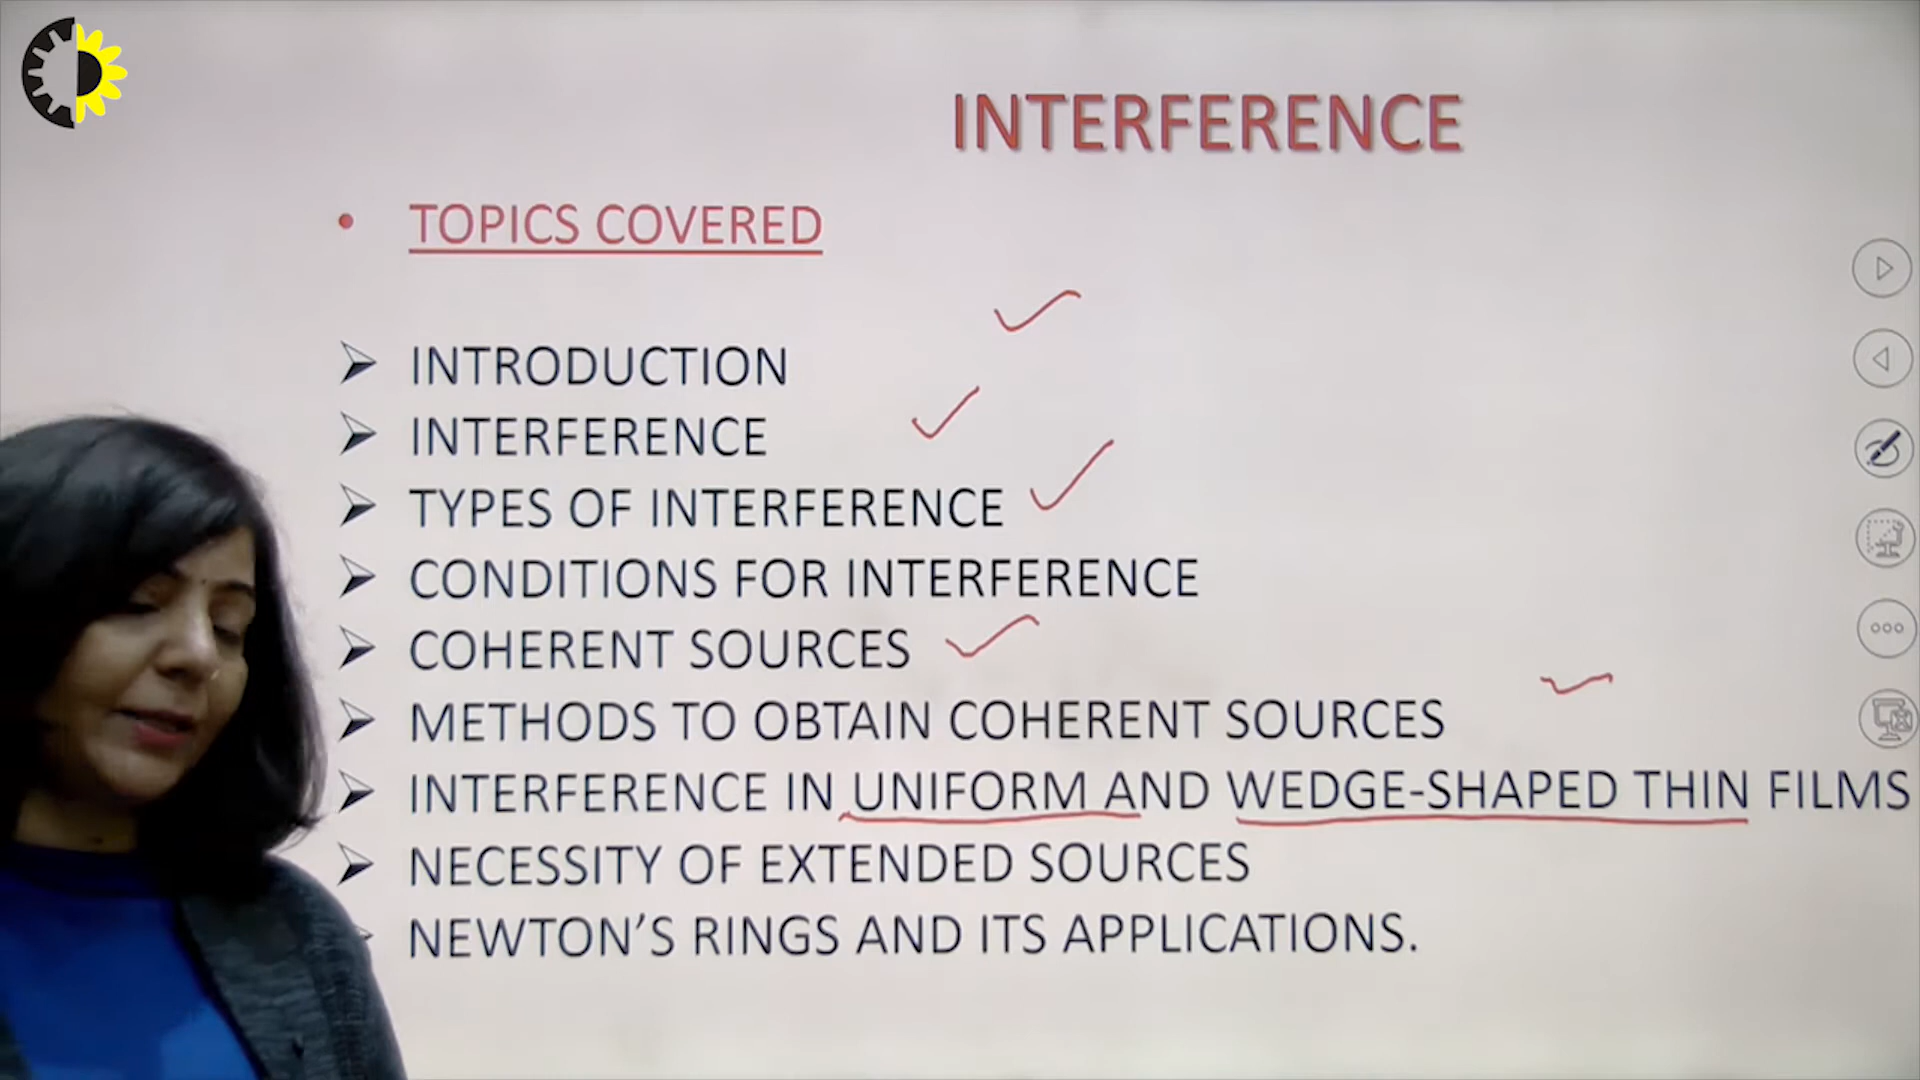 INTERFERENCE
• TOPICS COVERED
➢ INTRODUCTION
➢ INTERFERENCE
➢ TYPES OF INTERFERENCE
➢ CONDITIONS FOR INTERFERENCE
➢ COHERENT SOURCES
➢ METHODS TO OBTAIN COHERENT SOURCES
➢ INTERFERENCE IN UNIFORM AND WEDGE-SHAPED THIN FILMS
➢ NECESSITY OF EXTENDED SOURCES
➢ NEWTON’S RINGS AND ITS APPLICATIONS.